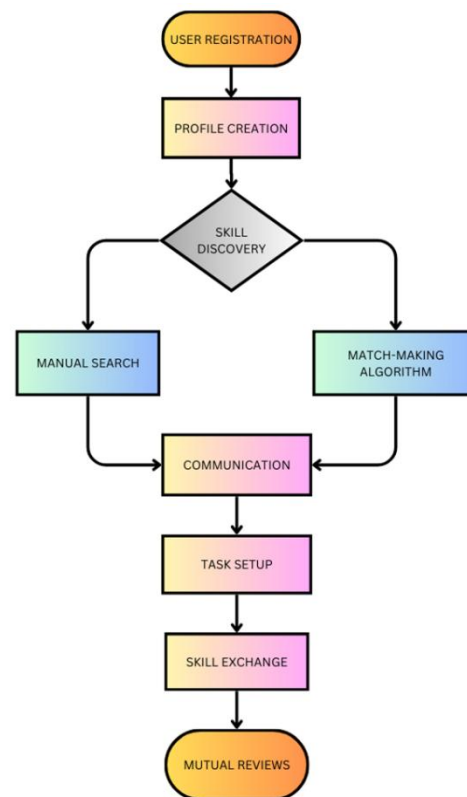 USER REGISTRATION
PROFILE CREATION
SKILL
DISCOVERY
MANUAL SEARCH
MATCH-MAKING
ALGORITHM
COMMUNICATION
TASK SETUP
SKILL EXCHANGE
MUTUAL REVIEWS